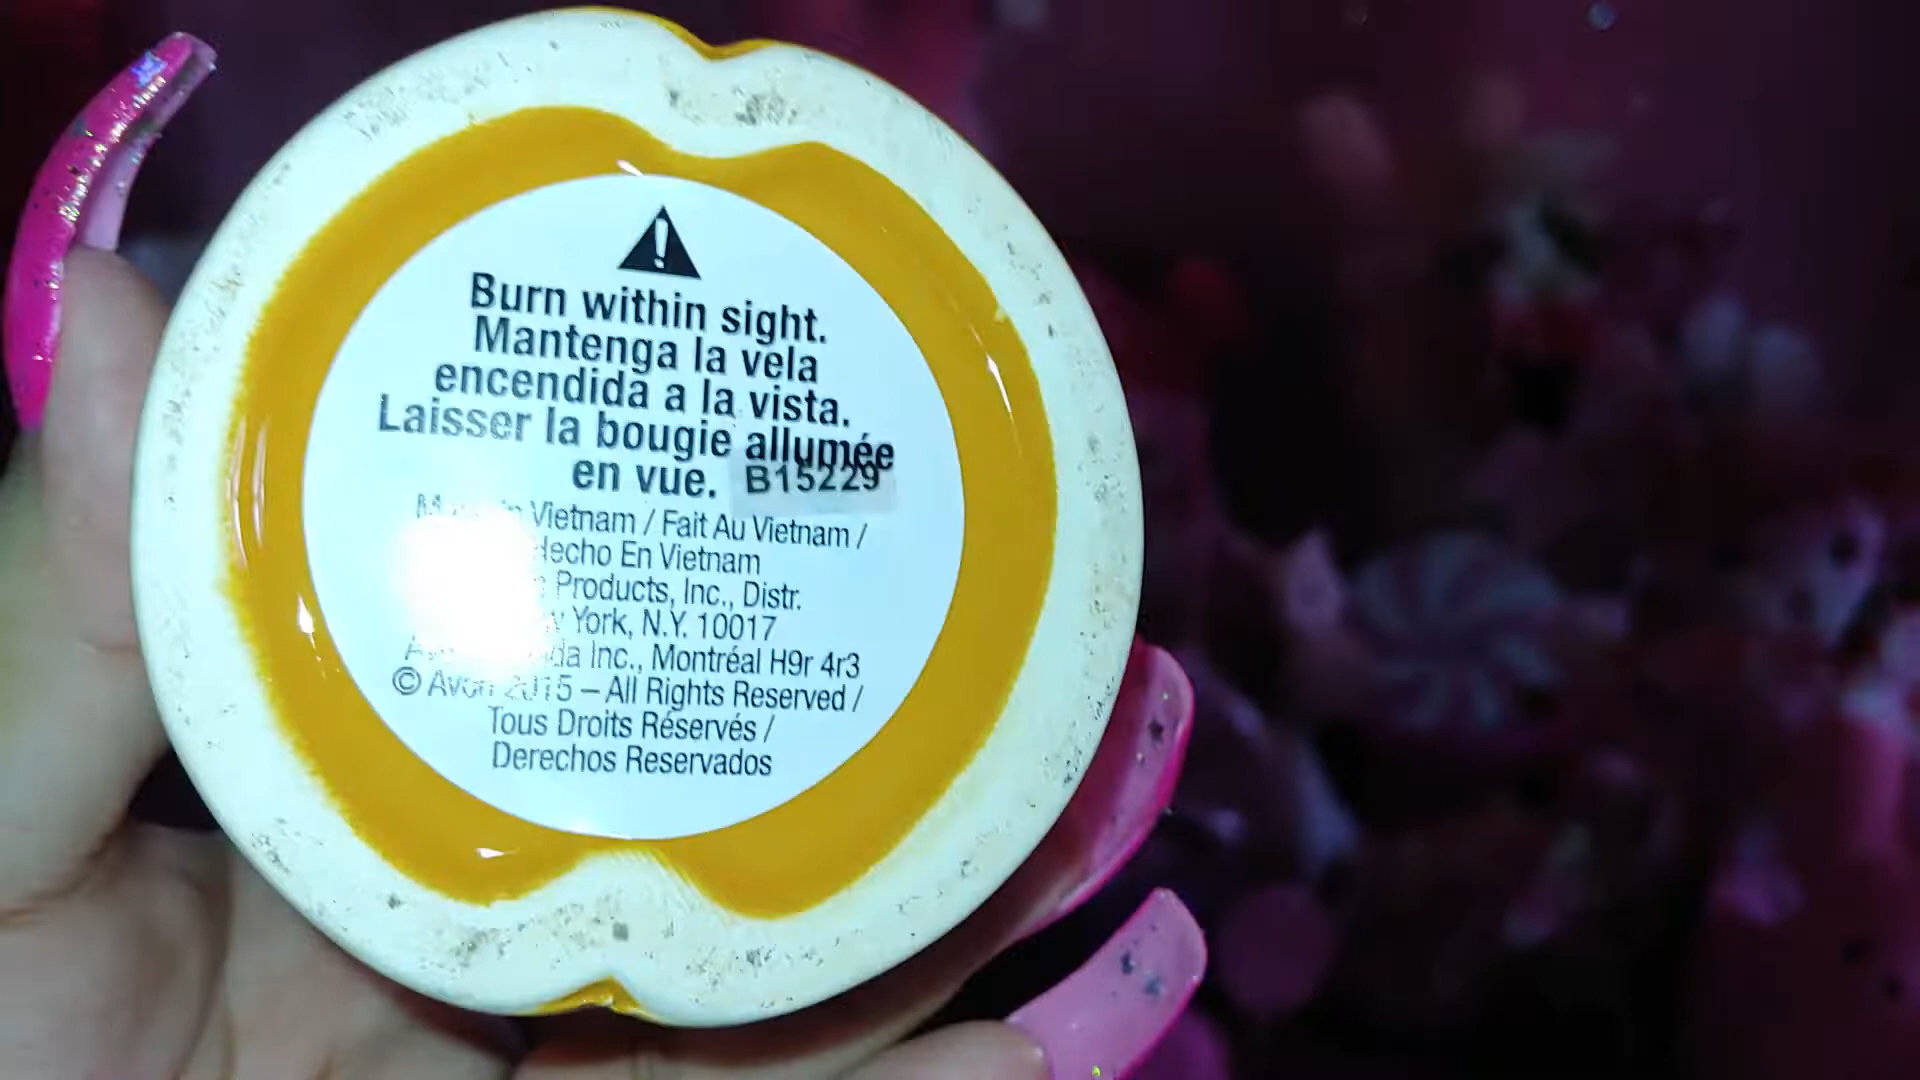 Burn within sight.
Mantenga la vela
encendida a la vista.
Laisser la bougie allumée
en vue. B15229
Vietnam / Fait Au Vietnam /
Hecho En Vietnam
Products, Inc., Distr.
York, N.Y. 10017
Inc., Montréal H9r 4r3
© Avon 2015 – All Rights Reserved /
Tous Droits Réservés /
Derechos Reservados